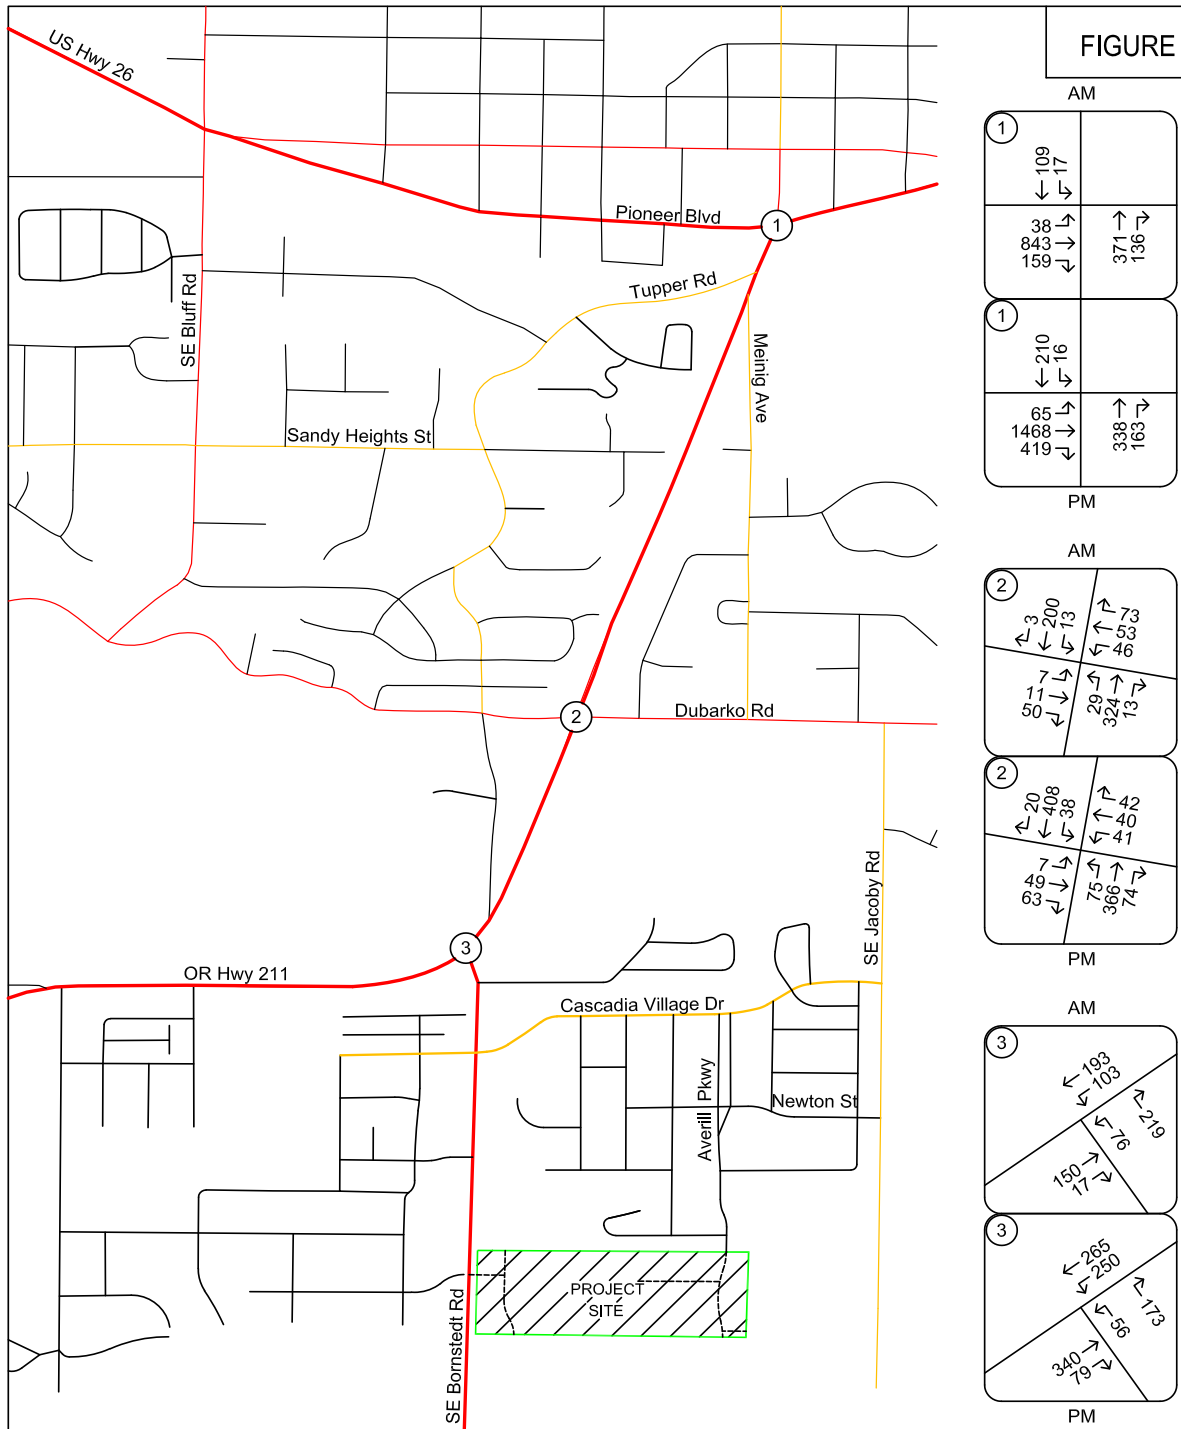 FIGURE
US Hwy 26
Pioneer Blvd
1
SE Bluff Rd
Tupper Rd
Meinig Ave
Sandy Heights St
Dubarko Rd
2
3
SE Jacoby Rd
OR Hwy 211
Cascadia Village Dr
Averill Pkwy
Newton St
SE Bornstedt Rd
PROJECT
SITE
AM
1
109
17
38
843
159
371
136
1
210
16
65
1468
419
338
163
PM
AM
2
3
200
13
73
53
46
7
11
50
29
324
13
2
20
408
38
42
40
41
7
49
63
75
366
74
PM
AM
3
193
103
219
76
150
17
3
265
250
173
56
340
79
PM